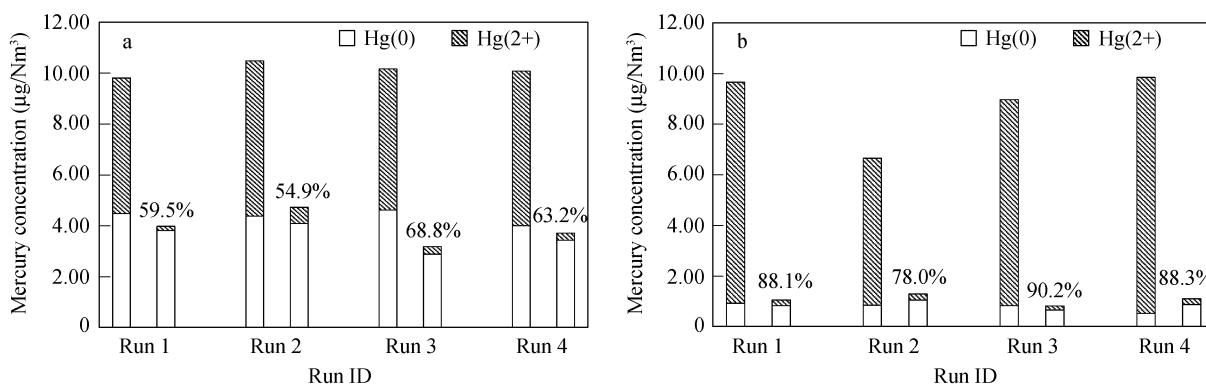 12.00
a
Hg(0)
Hg(2+)
10.00
8.00
6.00
4.00
2.00
0
Mercury concentration (μg/Nm³)
59.5%
54.9%
68.8%
63.2%
Run 1
Run 2
Run 3
Run 4
Run ID
12.00
b
Hg(0)
Hg(2+)
10.00
8.00
6.00
4.00
2.00
0
Mercury concentration (μg/Nm³)
88.1%
78.0%
90.2%
88.3%
Run 1
Run 2
Run 3
Run 4
Run ID